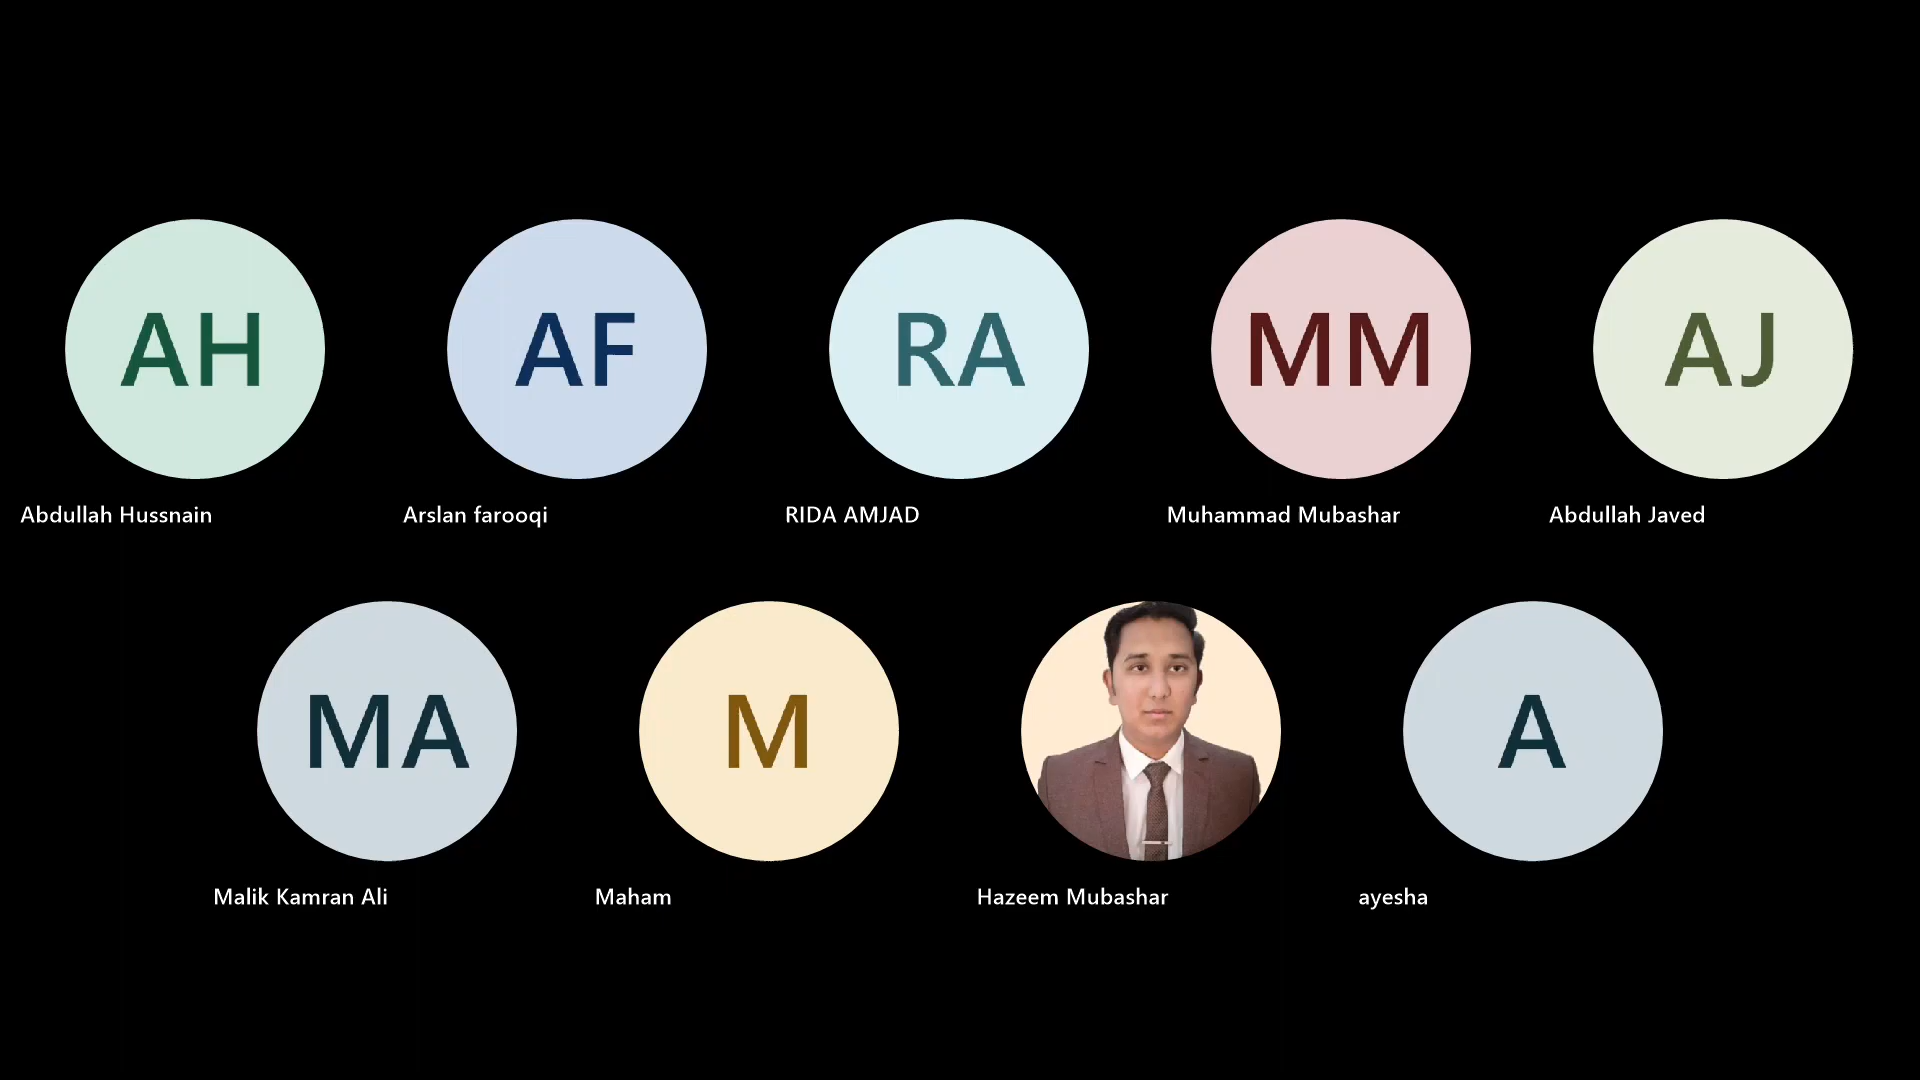 AH
AF
RA
MM
AJ
Abdullah Hussnain
Arslan farooqi
RIDA AMJAD
Muhammad Mubashar
Abdullah Javed
MA
M
A
Malik Kamran Ali
Maham
Hazeem Mubashar
ayesha